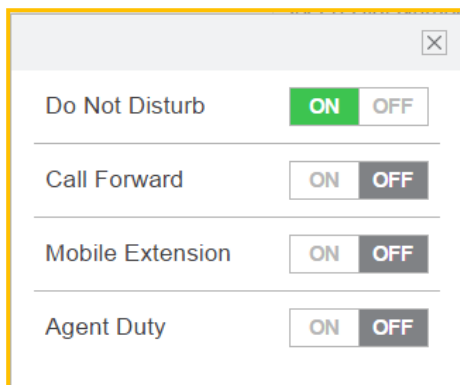 Do Not Disturb ON OFF
Call Forward ON OFF
Mobile Extension ON OFF
Agent Duty ON OFF